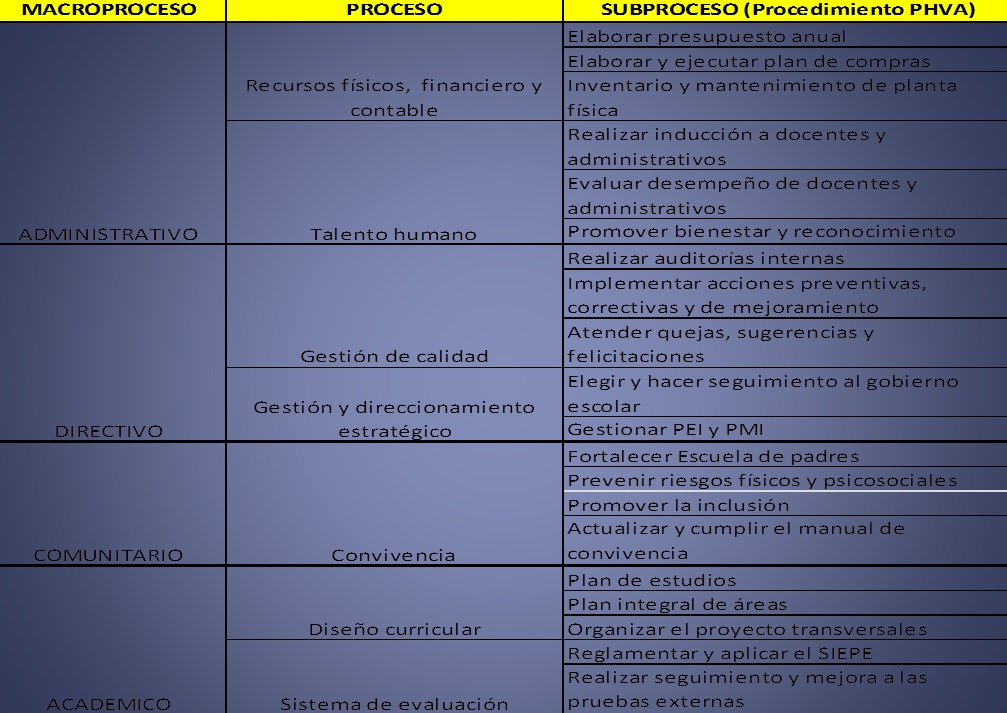 MACROPROCESO PROCESO SUBPROCESO (Procedimiento PHVA)
Elaborar presupuesto anual
Elaborar y ejecutar plan de compras
Recursos físicos, financiero y
contable
Inventario y mantenimiento de planta
física
Realizar inducción a docentes y
administrativos
Evaluar desempeño de docentes y
administrativos
ADMINISTRATIVO Talento humano Promover bienestar y reconocimiento
Realizar auditorías internas
Implementar acciones preventivas,
correctivas y de mejoramiento
Atender quejas, sugerencias y
felicitaciones
Gestión de calidad
Elegir y hacer seguimiento al gobierno
escolar
Gestión y direccionamiento
estratégico
DIRECTIVO Gestionar PEI y PMI
Fortalecer Escuela de padres
Prevenir riesgos físicos y psicosociales
Promover la inclusión
Actualizar y cumplir el manual de
convivencia
COMUNITARIO Convivencia
Plan de estudios
Plan integral de áreas
Diseño curricular Organizar el proyecto transversales
Reglamentar y aplicar el SIEPE
Realizar seguimiento y mejora a las
pruebas externas
ACADEMICO Sistema de evaluación